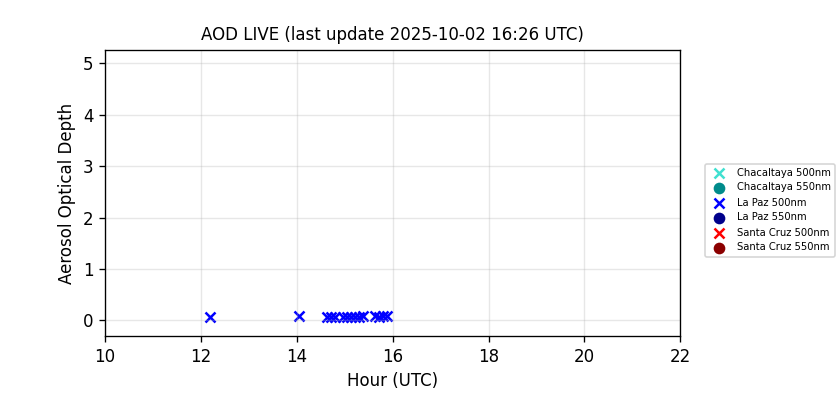 AOD LIVE (last update 2025-10-02 16:26 UTC)
Aerosol Optical Depth
5
4
3
2
1
0
10 12 14 16 18 20 22
Hour (UTC)
Chacaltaya 500nm
Chacaltaya 550nm
La Paz 500nm
La Paz 550nm
Santa Cruz 500nm
Santa Cruz 550nm